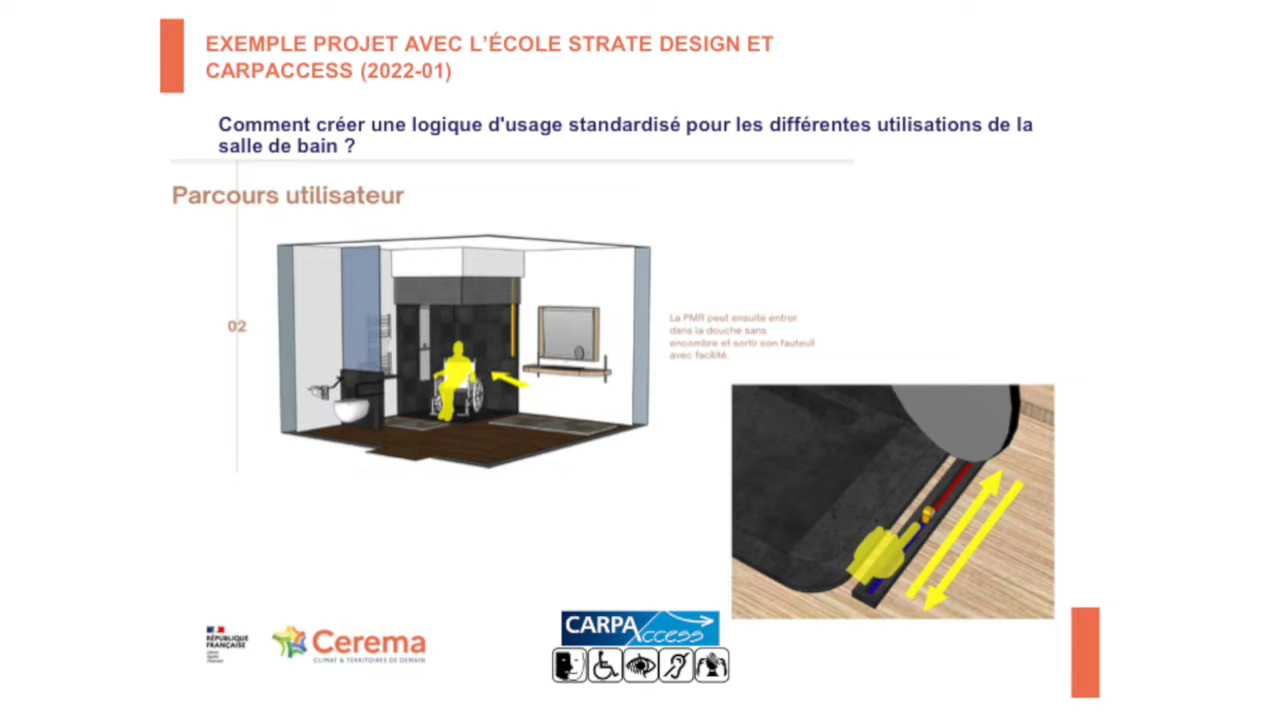 EXEMPLE PROJET AVEC L'ÉCOLE STRATE DESIGN ET
CARPACCESS (2022-01)
Comment créer une logique d'usage standardisé pour les différentes utilisations de la
salle de bain ?
Parcours utilisateur
02
La PMR peut ensuite entrer
dans la douche sans
encombre et sortir son fauteuil
avec facilité.
RÉPUBLIQUE
FRANÇAISE
Cerema
CLIMAT & TERRITOIRES DE DEMAIN
CARPAccess